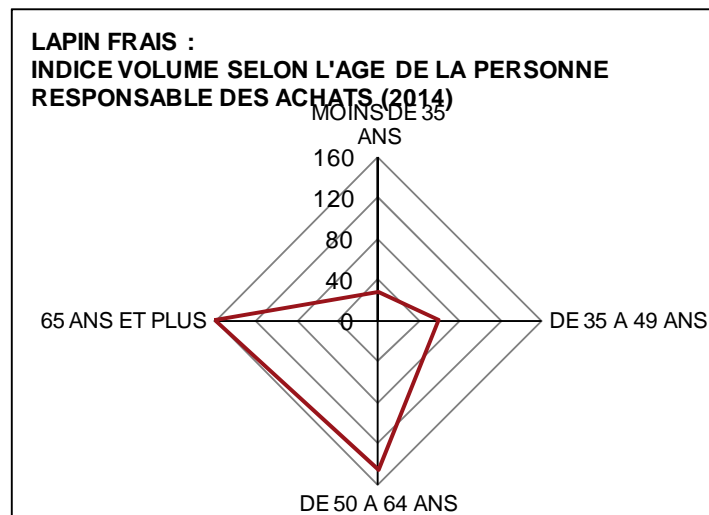 LAPIN FRAIS :
INDICE VOLUME SELON L'AGE DE LA PERSONNE
RESPONSABLE DES ACHATS (2014)
MOINS DE 35
ANS
160
120
80
40
0
65 ANS ET PLUS
DE 35 A 49 ANS
DE 50 A 64 ANS